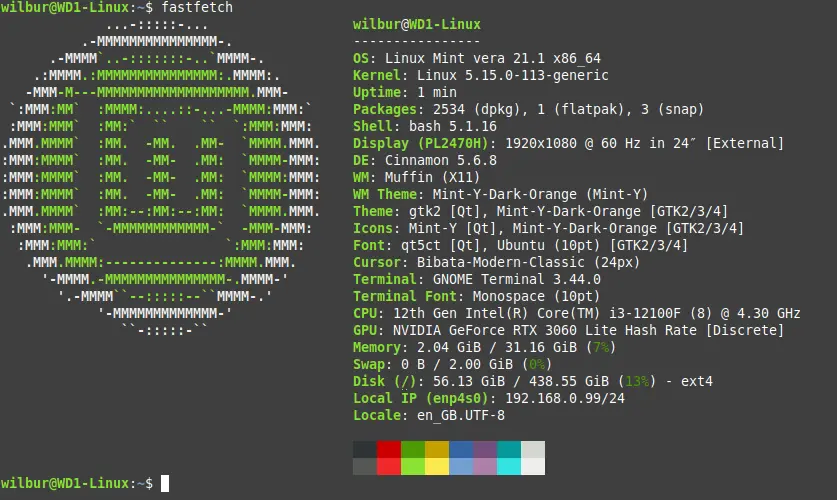 wilbur@WD1-Linux:~$ fastfetch
wilbur@WD1-Linux
----------------
OS: Linux Mint vera 21.1 x86_64
Kernel: Linux 5.15.0-113-generic
Uptime: 1 min
Packages: 2534 (dpkg), 1 (flatpak), 3 (snap)
Shell: bash 5.1.16
Display (PL2470H): 1920x1080 @ 60 Hz in 24″ [External]
DE: Cinnamon 5.6.8
WM: Muffin (X11)
WM Theme: Mint-Y-Dark-Orange (Mint-Y)
Theme: gtk2 [Qt], Mint-Y-Dark-Orange [GTK2/3/4]
Icons: Mint-Y [Qt], Mint-Y-Dark-Orange [GTK2/3/4]
Font: qt5ct [Qt], Ubuntu (10pt) [GTK2/3/4]
Cursor: Bibata-Modern-Classic (24px)
Terminal: GNOME Terminal 3.44.0
Terminal Font: Monospace (10pt)
CPU: 12th Gen Intel(R) Core(TM) i3-12100F (8) @ 4.30 GHz
GPU: NVIDIA GeForce RTX 3060 Lite Hash Rate [Discrete]
Memory: 2.04 GiB / 31.16 GiB (7%)
Swap: 0 B / 2.00 GiB (0%)
Disk (/): 56.13 GiB / 438.55 GiB (13%) - ext4
Local IP (enp4s0): 192.168.0.99/24
Locale: en_GB.UTF-8
wilbur@WD1-Linux:~$